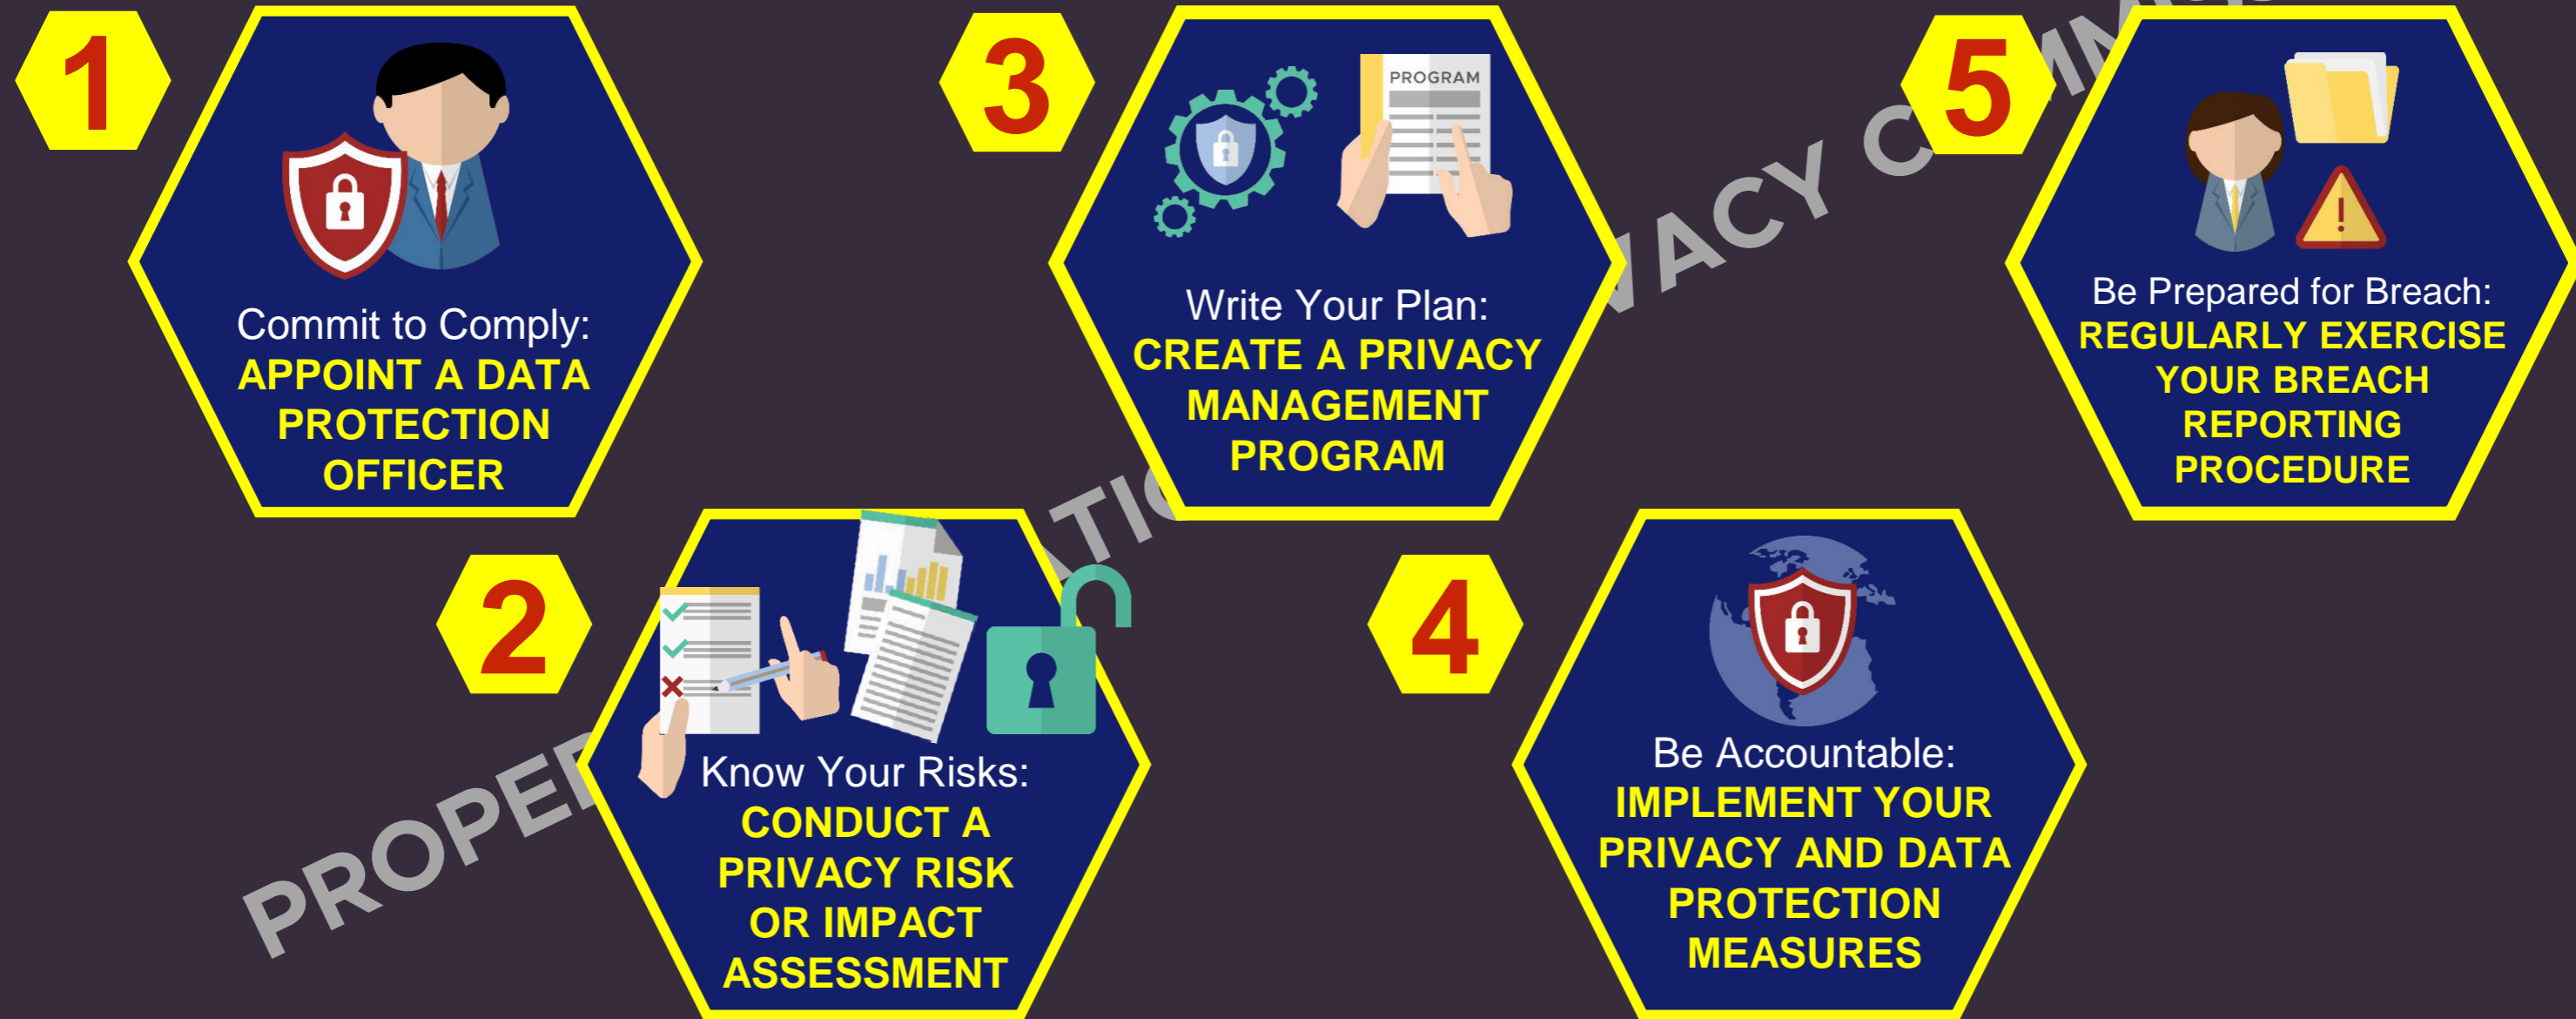 1
Commit to Comply:
APPOINT A DATA
PROTECTION
OFFICER
2
Know Your Risks:
CONDUCT A
PRIVACY RISK
OR IMPACT
ASSESSMENT
3
PROGRAM
Write Your Plan:
CREATE A PRIVACY
MANAGEMENT
PROGRAM
4
Be Accountable:
IMPLEMENT YOUR
PRIVACY AND DATA
PROTECTION
MEASURES
5
Be Prepared for Breach:
REGULARLY EXERCISE
YOUR BREACH
REPORTING
PROCEDURE